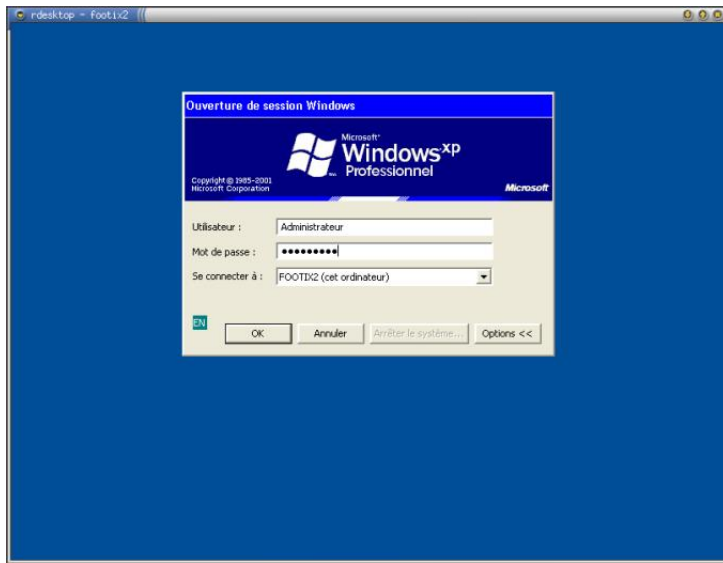 rdesktop - footix2
Ouverture de session Windows
Microsoft
Windows xp
Professionnel
Copyright © 1985-2001
Microsoft Corporation
Microsoft
Utilisateur :
Administrateur
Mot de passe :
•••••••••
Se connecter à :
FOOTIX2 (cet ordinateur)
EN
OK
Annuler
Arrêter le système...
Options <<